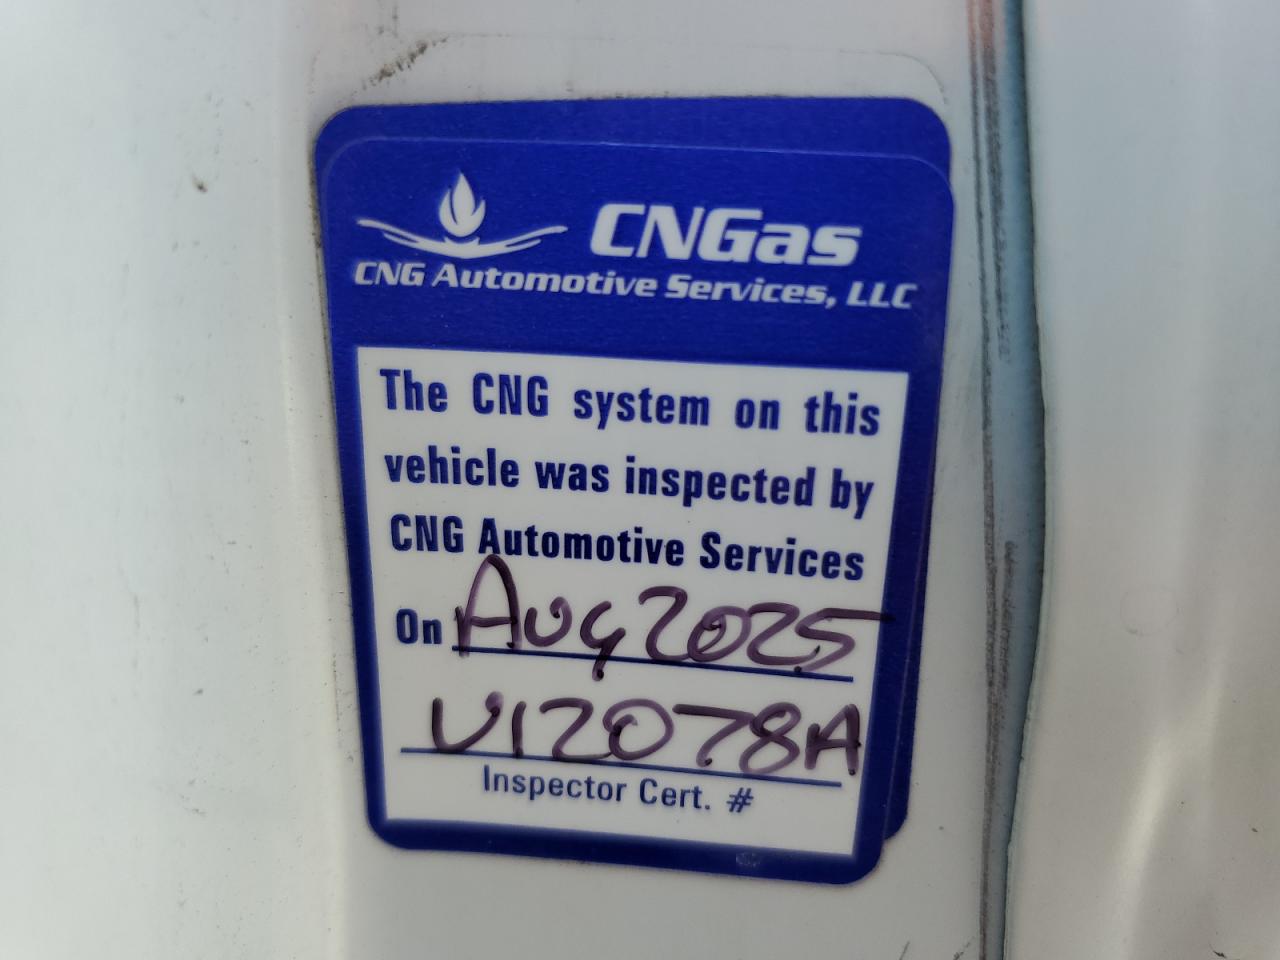 CNGas
CNG Automotive Services, LLC
The CNG system on this
vehicle was inspected by
CNG Automotive Services
On Aug 2025
V12078A
Inspector Cert. #